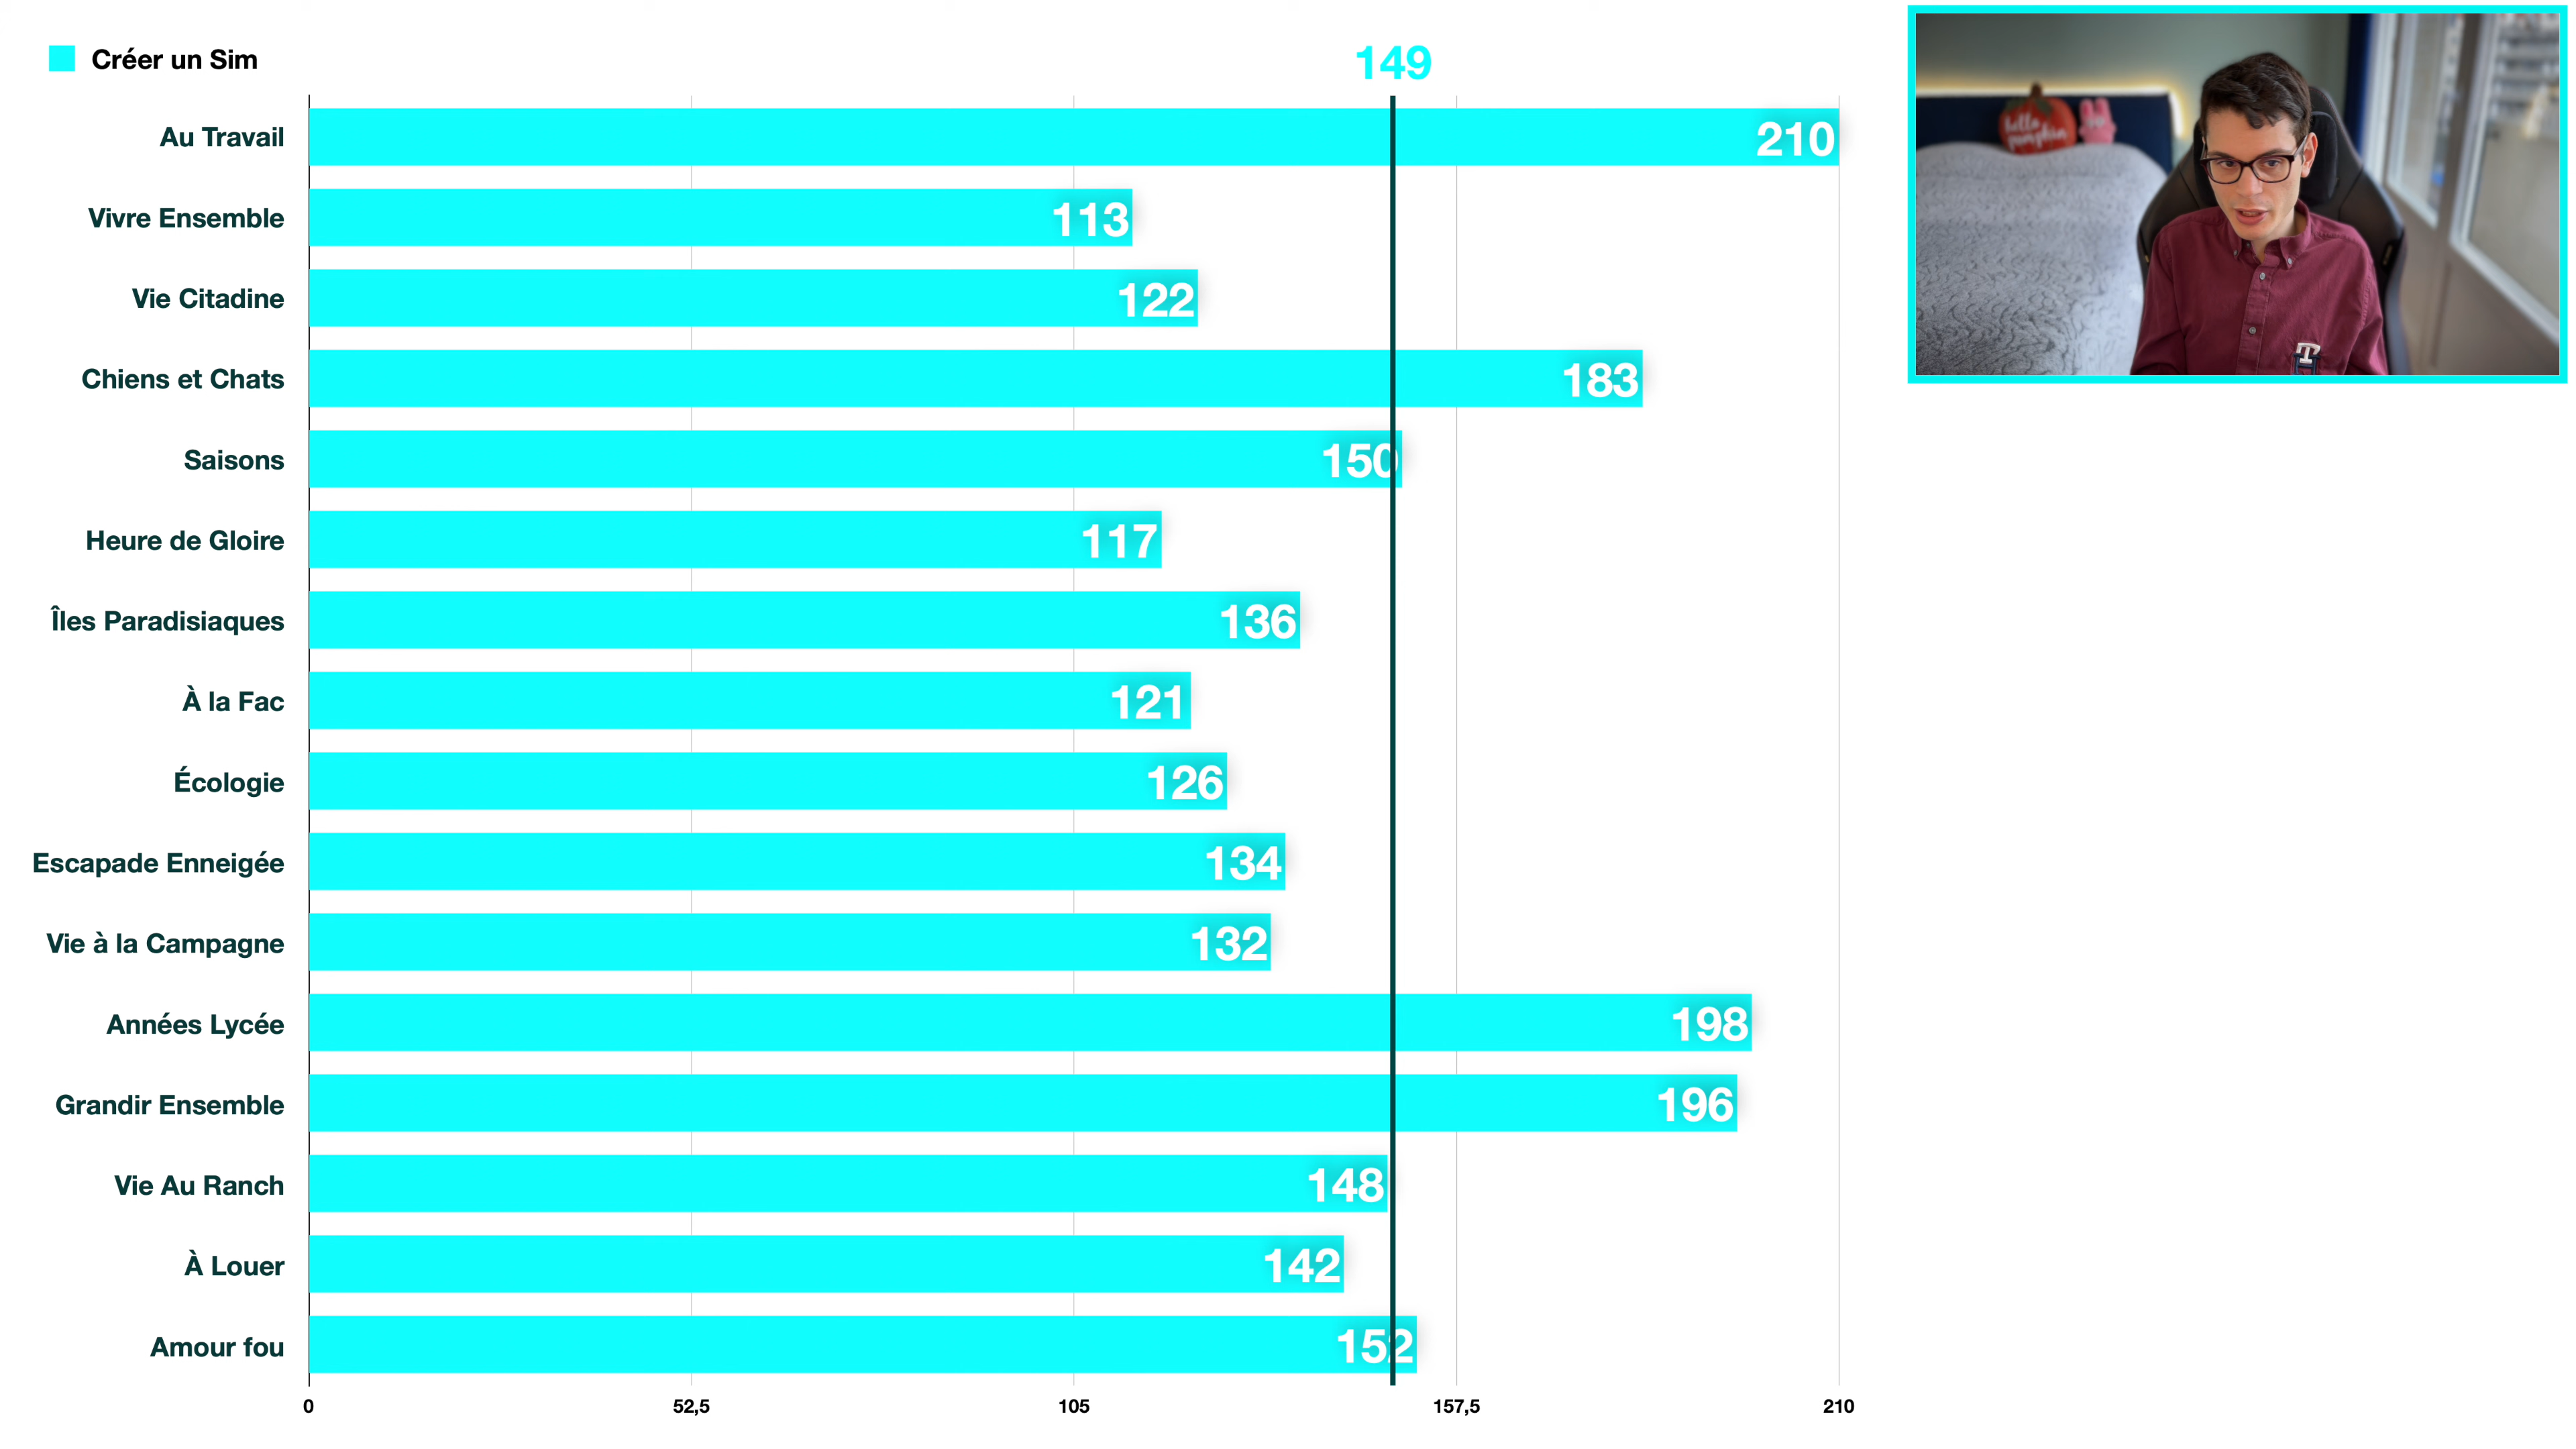 Créer un Sim
149
Au Travail 210
Vivre Ensemble 113
Vie Citadine 122
Chiens et Chats 183
Saisons 150
Heure de Gloire 117
Îles Paradisiaques 136
À la Fac 121
Écologie 126
Escapade Enneigée 134
Vie à la Campagne 132
Années Lycée 198
Grandir Ensemble 196
Vie Au Ranch 148
À Louer 142
Amour fou 152
0 52,5 105 157,5 210
hello
pumpkin